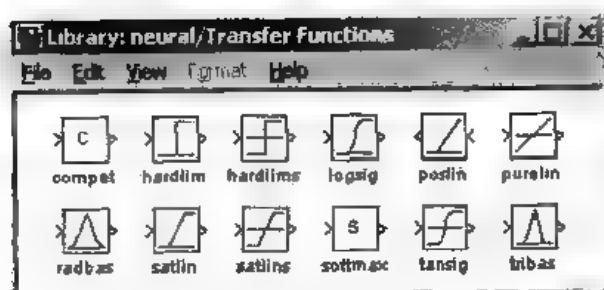 Library: neural/Transfer Functions
File Edit View Format Help
C
compet hardlim hardlims logsig poslin purelin
S
radbas satlin satlins softmax tansig tribas